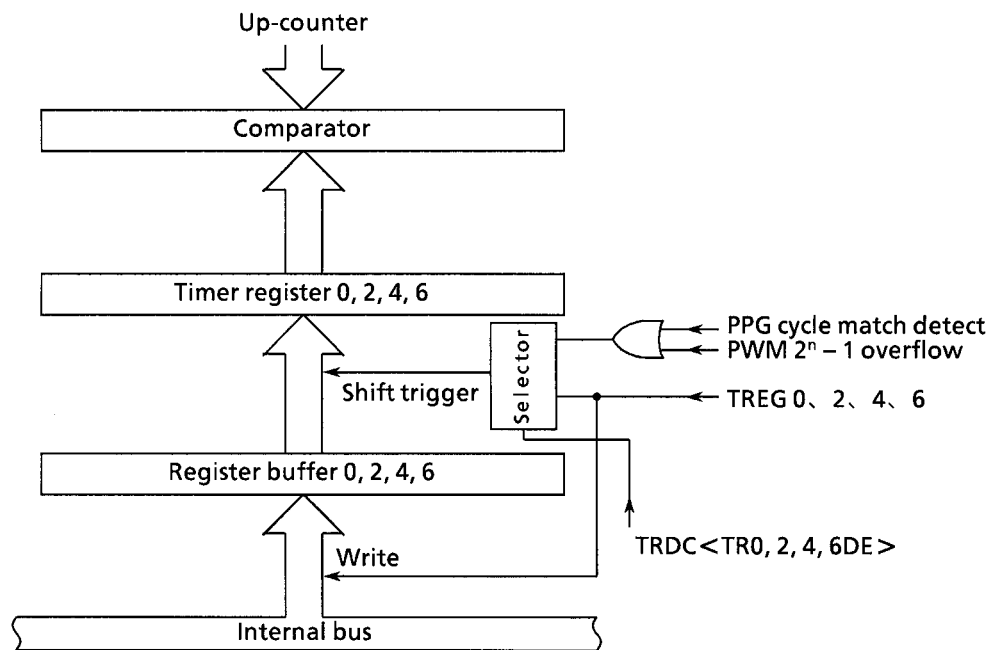 Up-counter
Comparator
Timer register 0, 2, 4, 6
PPG cycle match detect
PWM 2ⁿ – 1 overflow
Selector
Shift trigger
TREG 0、2、4、6
Register buffer 0, 2, 4, 6
TRDC<TR0, 2, 4, 6DE>
Write
Internal bus